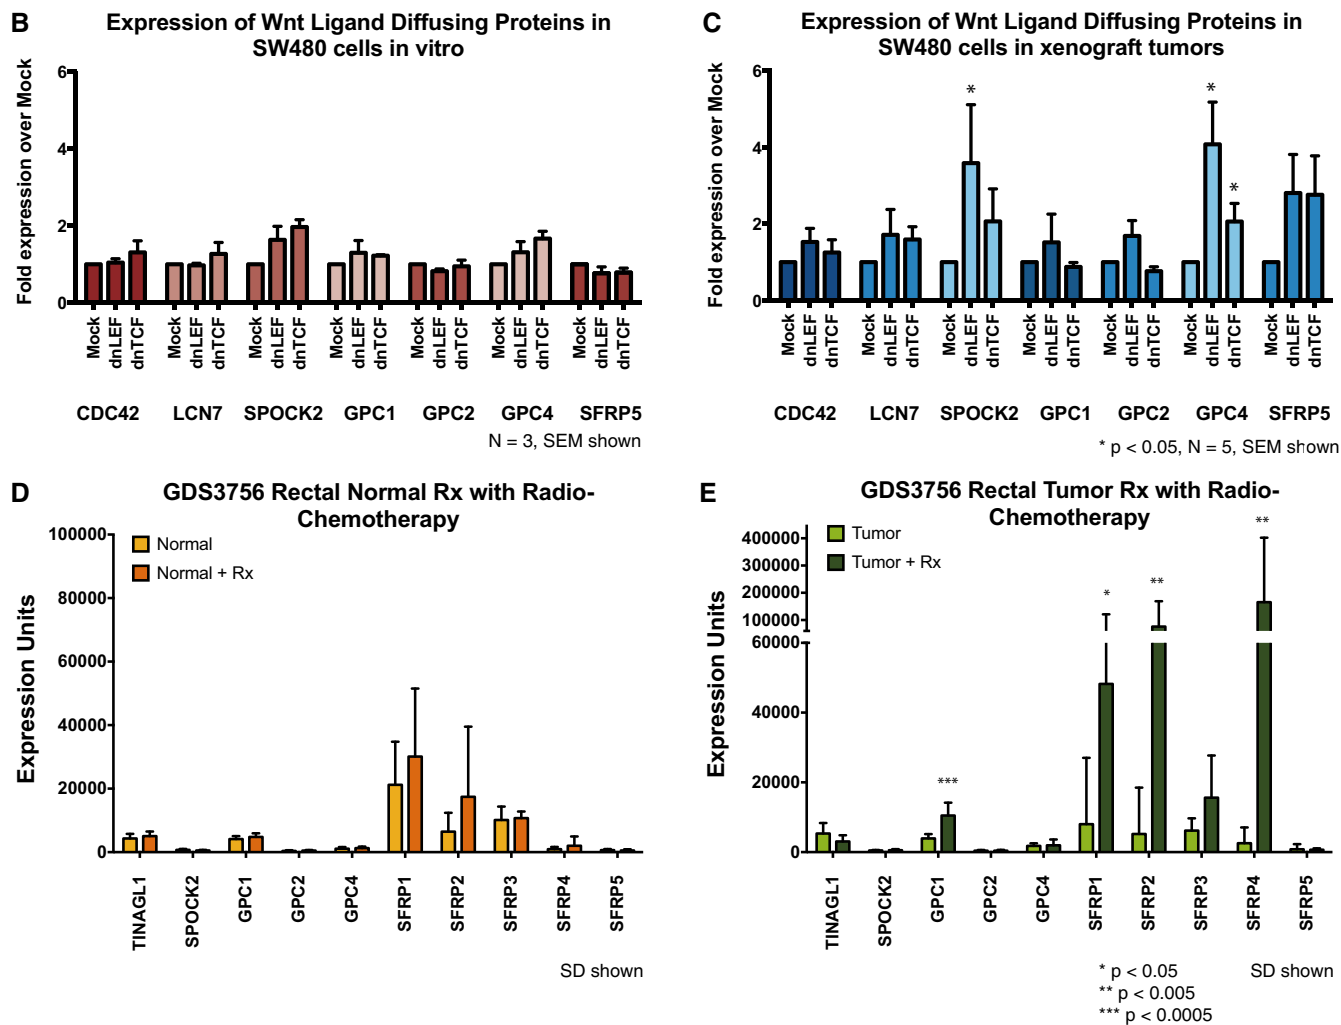 B
Expression of Wnt Ligand Diffusing Proteins in
SW480 cells in vitro
Fold expression over Mock
6
4
2
0
Mock
dnLEF
dnTCF
Mock
dnLEF
dnTCF
Mock
dnLEF
dnTCF
Mock
dnLEF
dnTCF
Mock
dnLEF
dnTCF
Mock
dnLEF
dnTCF
Mock
dnLEF
dnTCF
CDC42 LCN7 SPOCK2 GPC1 GPC2 GPC4 SFRP5
N = 3, SEM shown
C
Expression of Wnt Ligand Diffusing Proteins in
SW480 cells in xenograft tumors
Fold expression over Mock
6
4
2
0
*
*
*
Mock
dnLEF
dnTCF
Mock
dnLEF
dnTCF
Mock
dnLEF
dnTCF
Mock
dnLEF
dnTCF
Mock
dnLEF
dnTCF
Mock
dnLEF
dnTCF
Mock
dnLEF
dnTCF
CDC42 LCN7 SPOCK2 GPC1 GPC2 GPC4 SFRP5
* p < 0.05, N = 5, SEM shown
D
GDS3756 Rectal Normal Rx with Radio-
Chemotherapy
Expression Units
100000
80000
60000
40000
20000
0
Normal
Normal + Rx
TINAGL1
SPOCK2
GPC1
GPC2
GPC4
SFRP1
SFRP2
SFRP3
SFRP4
SFRP5
SD shown
E
GDS3756 Rectal Tumor Rx with Radio-
Chemotherapy
Expression Units
400000
300000
200000
100000
60000
40000
20000
0
Tumor
Tumor + Rx
***
*
**
**
TINAGL1
SPOCK2
GPC1
GPC2
GPC4
SFRP1
SFRP2
SFRP3
SFRP4
SFRP5
* p < 0.05
** p < 0.005
*** p < 0.0005
SD shown